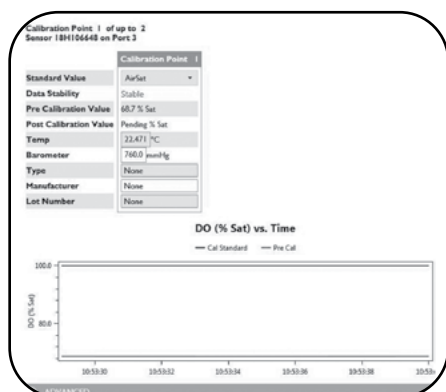 Calibration Point 1 of up to 2
Sensor 18H106648 on Port 3
Calibration Point 1
Standard Value AirSat
Data Stability Stable
Pre Calibration Value 68.7 % Sat
Post Calibration Value Pending % Sat
Temp 22.471 °C
Barometer 760.0 mmHg
Type None
Manufacturer None
Lot Number None
DO (% Sat) vs. Time
Cal Standard Pre Cal
100.0
DO (% Sat)
80.0
10:53:30 10:53:32 10:53:34 10:53:36 10:53:38 10:53:
ADVANCED